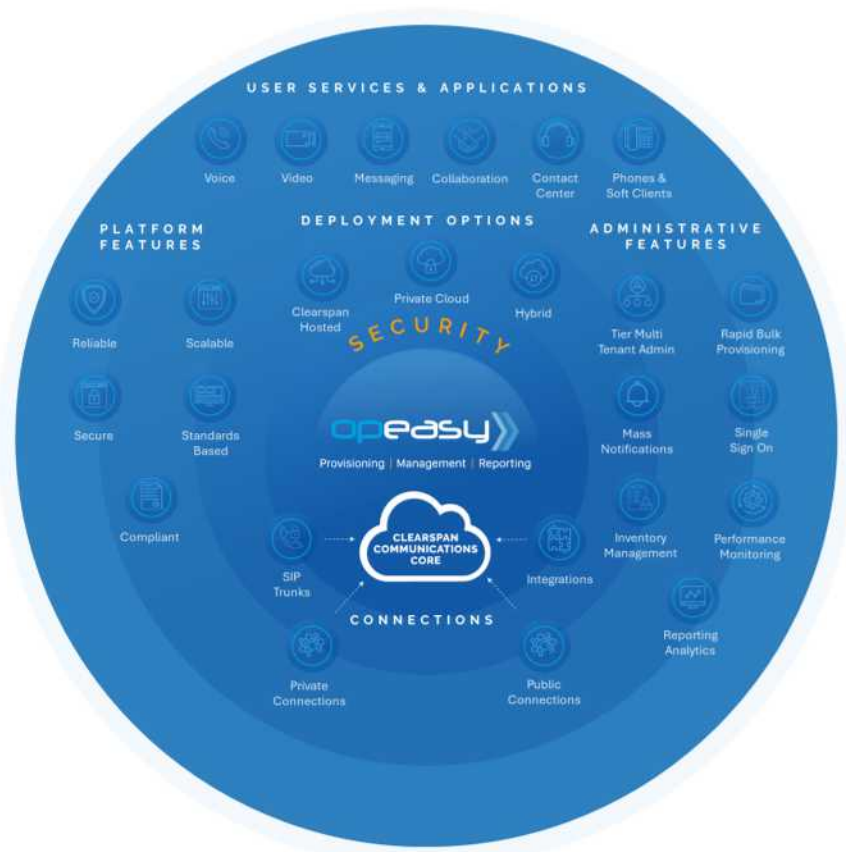 USER SERVICES & APPLICATIONS
Voice
Video
Messaging
Collaboration
Contact
Center
Phones &
Soft Clients
PLATFORM
FEATURES
Reliable
Scalable
Secure
Standards
Based
Compliant
DEPLOYMENT OPTIONS
Clearspan
Hosted
Private Cloud
Hybrid
ADMINISTRATIVE
FEATURES
Tier Multi
Tenant Admin
Rapid Bulk
Provisioning
Mass
Notifications
Single
Sign On
Inventory
Management
Performance
Monitoring
Reporting
Analytics
SECURITY
opeasy
Provisioning | Management | Reporting
CLEARSPAN
COMMUNICATIONS
CORE
SIP
Trunks
Integrations
CONNECTIONS
Private
Connections
Public
Connections